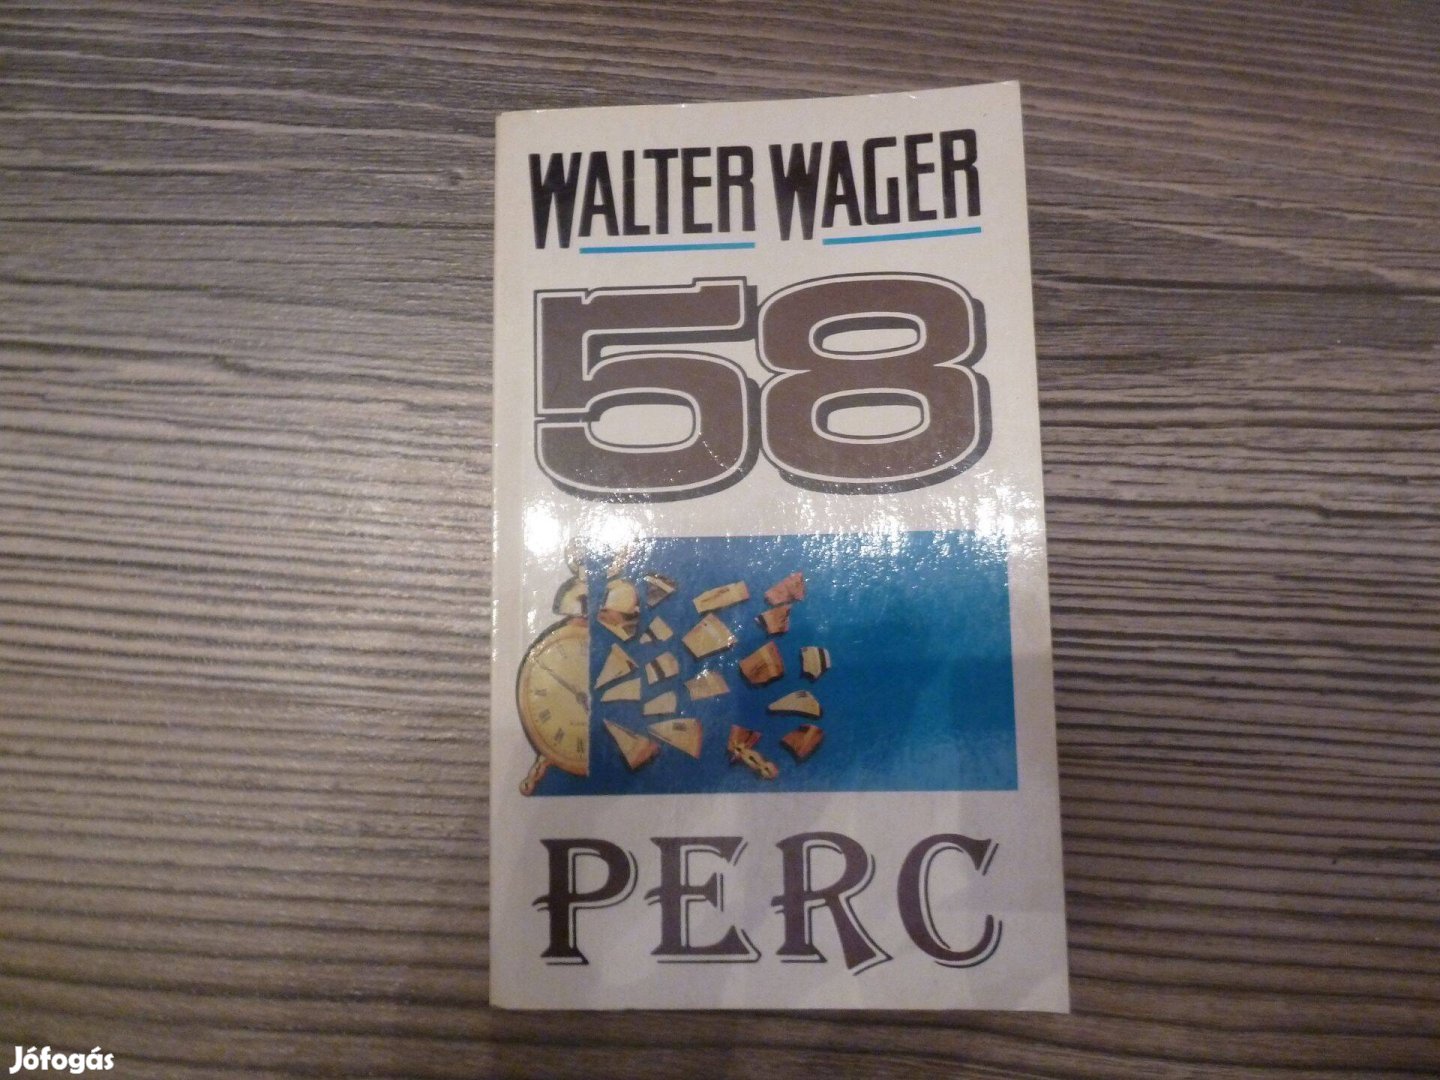 WALTER WAGER
58
PERC
Jófogás